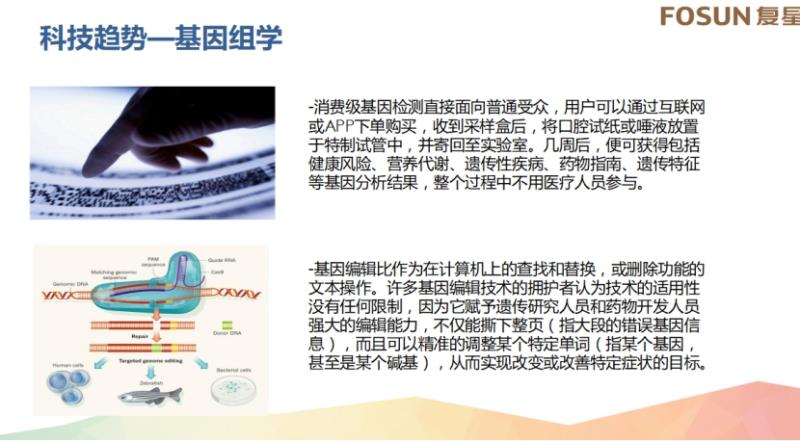 FOSUN 复星
科技趋势—基因组学
-消费级基因检测直接面向普通受众，用户可以通过互联网
或APP下单购买，收到采样盒后，将口腔试纸或唾液放置
于特制试管中，并寄回至实验室。几周后，便可获得包括
健康风险、营养代谢、遗传性疾病、药物指南、遗传特征
等基因分析结果，整个过程中不用医疗人员参与。
PAM
sequence
Guide RNA
Matching genomic
sequence
Cas9
Genomic DNA
Donor DNA
Repair
Targeted genome editing
Human cells
Zebrafish
Bacterial cells
-基因编辑比作为在计算机上的查找和替换，或删除功能的
文本操作。许多基因编辑技术的拥护者认为技术的适用性
没有任何限制，因为它赋予遗传研究人员和药物开发人员
强大的编辑能力，不仅能撕下整页（指大段的错误基因信
息），而且可以精准的调整某个特定单词（指某个基因，
甚至是某个碱基），从而实现改变或改善特定症状的目标。